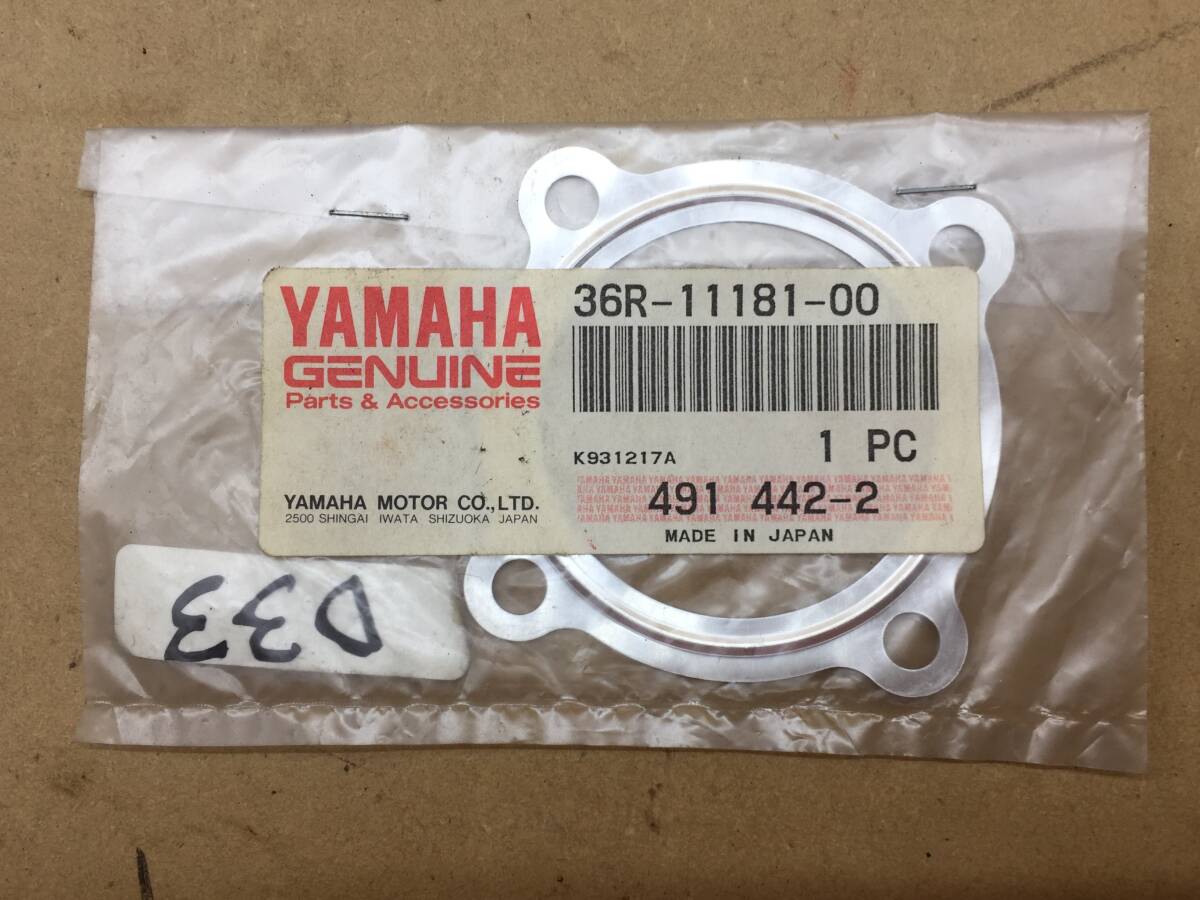 YAMAHA
GENUINE
Parts & Accessories
YAMAHA MOTOR CO.,LTD.
2500 SHINGAI IWATA SHIZUOKA JAPAN
36R-11181-00
K931217A
1 PC
491 442-2
MADE IN JAPAN
D33